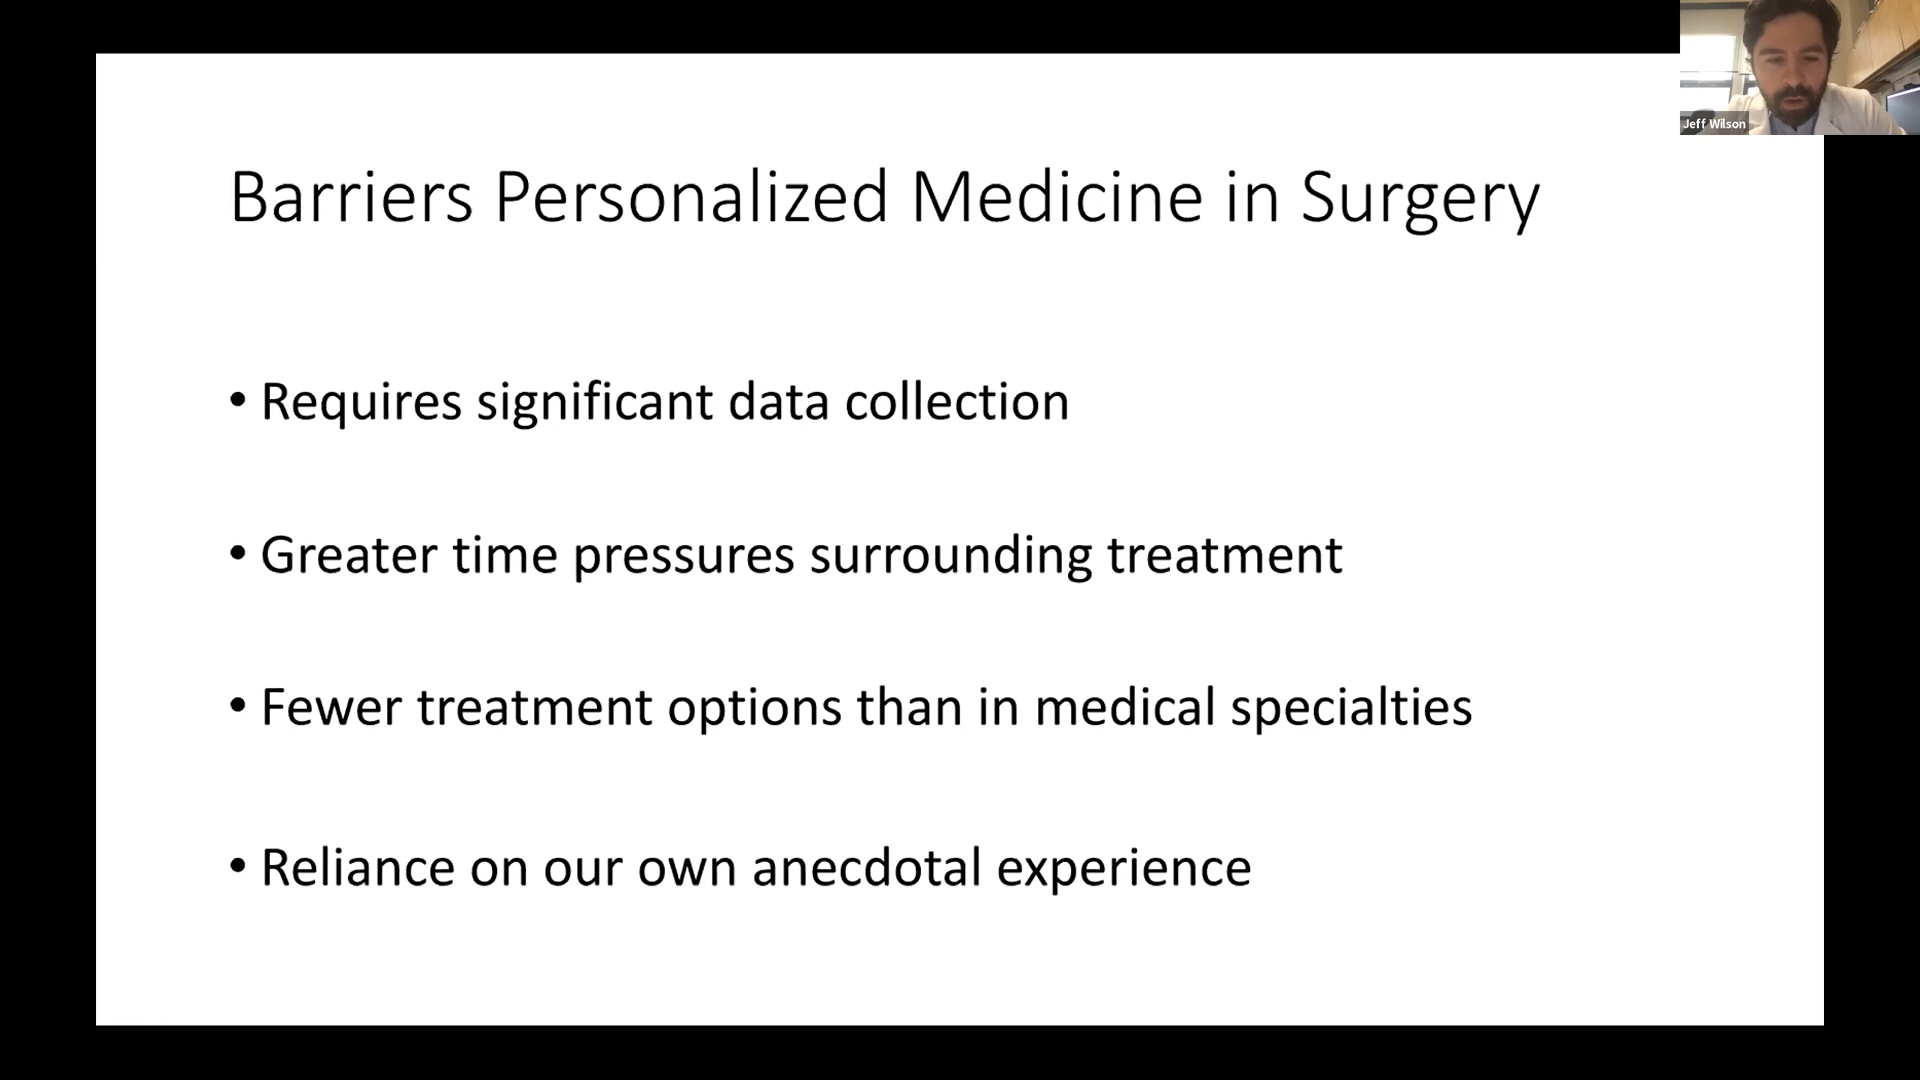 Jeff Wilson
Barriers Personalized Medicine in Surgery
• Requires significant data collection
• Greater time pressures surrounding treatment
• Fewer treatment options than in medical specialties
• Reliance on our own anecdotal experience